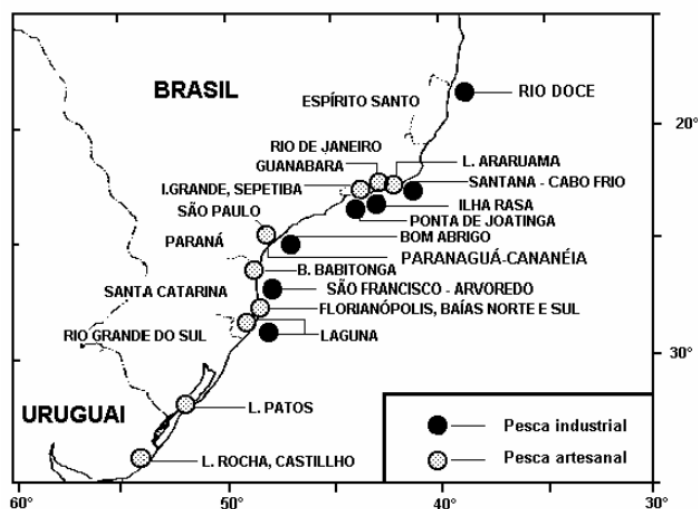 BRASIL
ESPÍRITO SANTO
RIO DOCE
20°
RIO DE JANEIRO
GUANABARA
L. ARARUAMA
I.GRANDE, SEPETIBA
SANTANA - CABO FRIO
ILHA RASA
SÃO PAULO
PONTA DE JOATINGA
BOM ABRIGO
PARANÁ
PARANAGUÁ-CANANÉIA
B. BABITONGA
SANTA CATARINA
SÃO FRANCISCO - ARVOREDO
FLORIANÓPOLIS, BAÍAS NORTE E SUL
RIO GRANDE DO SUL
LAGUNA
30°
URUGUAI
L. PATOS
Pesca industrial
Pesca artesanal
L. ROCHA, CASTILLHO
60°
50°
40°
30°